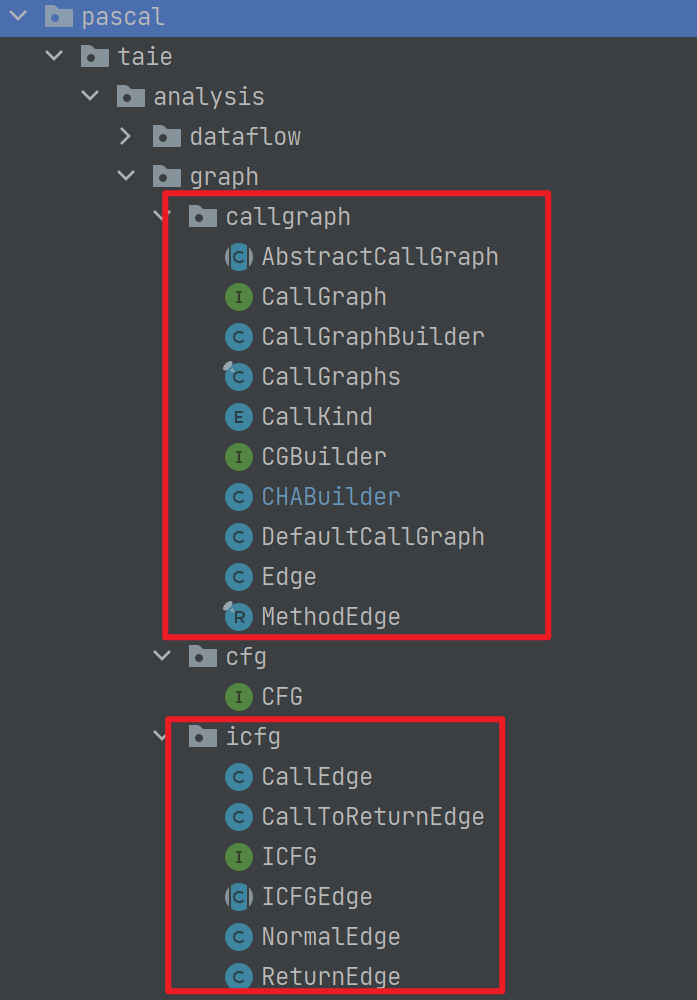 pascal
taie
analysis
dataflow
graph
callgraph
AbstractCallGraph
CallGraph
CallGraphBuilder
CallGraphs
CallKind
CGBuilder
CHABuilder
DefaultCallGraph
Edge
MethodEdge
cfg
CFG
icfg
CallEdge
CallToReturnEdge
ICFG
ICFGEdge
NormalEdge
ReturnEdge